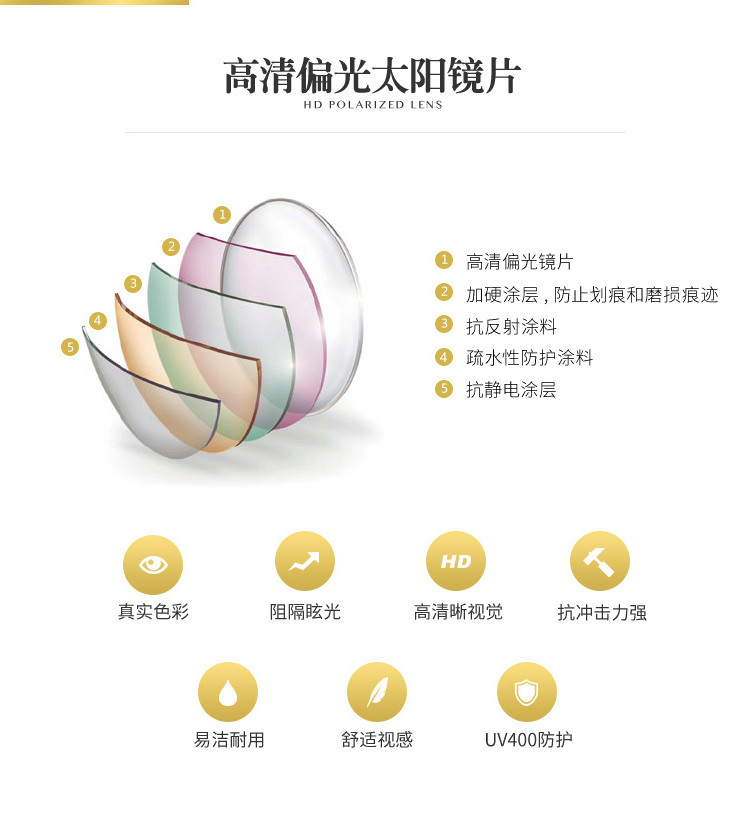 高清偏光太阳镜片
HD POLARIZED LENS
1
2
3
4
5
1 高清偏光镜片
2 加硬涂层，防止划痕和磨损痕迹
3 抗反射涂料
4 疏水性防护涂料
5 抗静电涂层
HD
真实色彩 阻隔眩光 高清晰视觉 抗冲击力强
易洁耐用 舒适视感 UV400防护